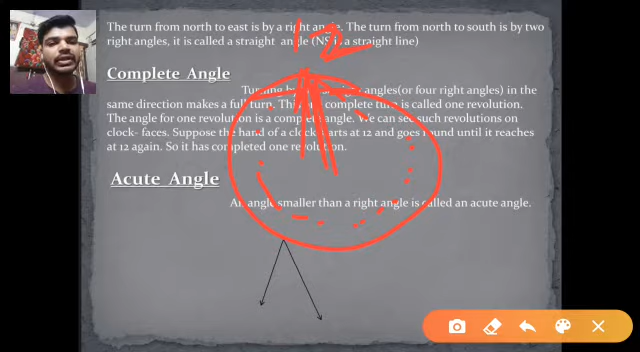 The turn from north to east is by a right angle. The turn from north to south is by two
right angles, it is called a straight angle (NS is a straight line)
Complete Angle
Turning by straight angles(or four right angles) in the
same direction makes a full turn. This complete turn is called one revolution.
The angle for one revolution is a complete angle. We can see such revolutions on
clock- faces. Suppose the hand of a clock starts at 12 and goes round until it reaches
at 12 again. So it has completed one revolution.
12
Acute Angle
An angle smaller than a right angle is called an acute angle.